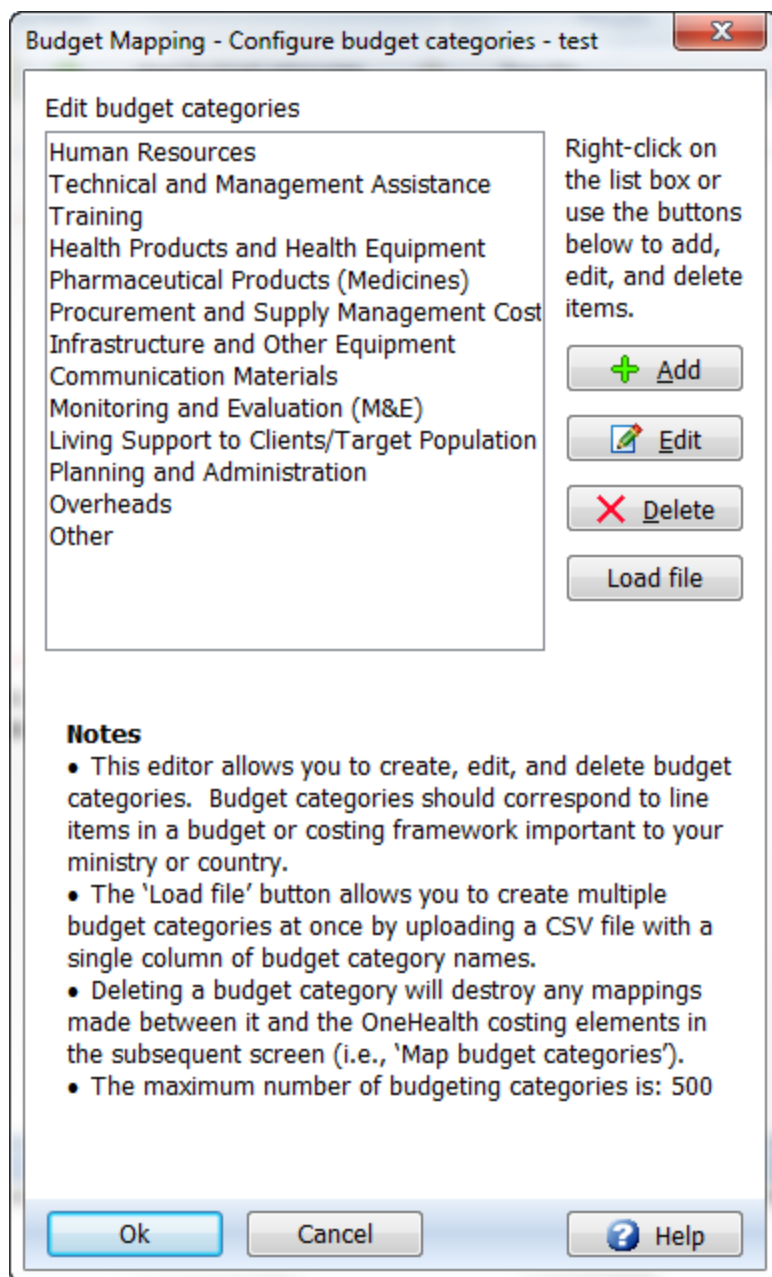 Budget Mapping - Configure budget categories - test
Edit budget categories
Human Resources
Technical and Management Assistance
Training
Health Products and Health Equipment
Pharmaceutical Products (Medicines)
Procurement and Supply Management Cost
Infrastructure and Other Equipment
Communication Materials
Monitoring and Evaluation (M&E)
Living Support to Clients/Target Population
Planning and Administration
Overheads
Other
Right-click on
the list box or
use the buttons
below to add,
edit, and delete
items.
Add
Edit
Delete
Load file
Notes
• This editor allows you to create, edit, and delete budget
categories.  Budget categories should correspond to line
items in a budget or costing framework important to your
ministry or country.
• The ‘Load file’ button allows you to create multiple
budget categories at once by uploading a CSV file with a
single column of budget category names.
• Deleting a budget category will destroy any mappings
made between it and the OneHealth costing elements in
the subsequent screen (i.e., ‘Map budget categories’).
• The maximum number of budgeting categories is: 500
Ok
Cancel
Help